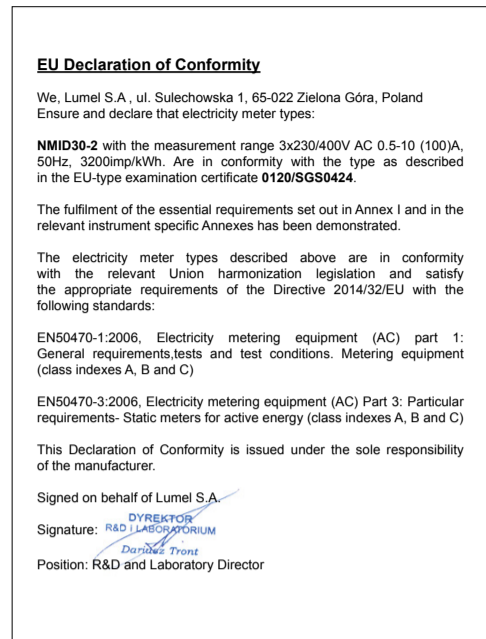 EU Declaration of Conformity
We, Lumel S.A , ul. Sulechowska 1, 65-022 Zielona Góra, Poland
Ensure and declare that electricity meter types:
NMID30-2 with the measurement range 3x230/400V AC 0.5-10 (100)A,
50Hz, 3200imp/kWh. Are in conformity with the type as described
in the EU-type examination certificate 0120/SGS0424.
The fulfilment of the essential requirements set out in Annex I and in the
relevant instrument specific Annexes has been demonstrated.
The electricity meter types described above are in conformity
with the relevant Union harmonization legislation and satisfy
the appropriate requirements of the Directive 2014/32/EU with the
following standards:
EN50470-1:2006, Electricity metering equipment (AC) part 1:
General requirements,tests and test conditions. Metering equipment
(class indexes A, B and C)
EN50470-3:2006, Electricity metering equipment (AC) Part 3: Particular
requirements- Static meters for active energy (class indexes A, B and C)
This Declaration of Conformity is issued under the sole responsibility
of the manufacturer.
Signed on behalf of Lumel S.A.
DYREKTOR
Signature: R&D i LABORATORIUM
Dariusz Tront
Position: R&D and Laboratory Director